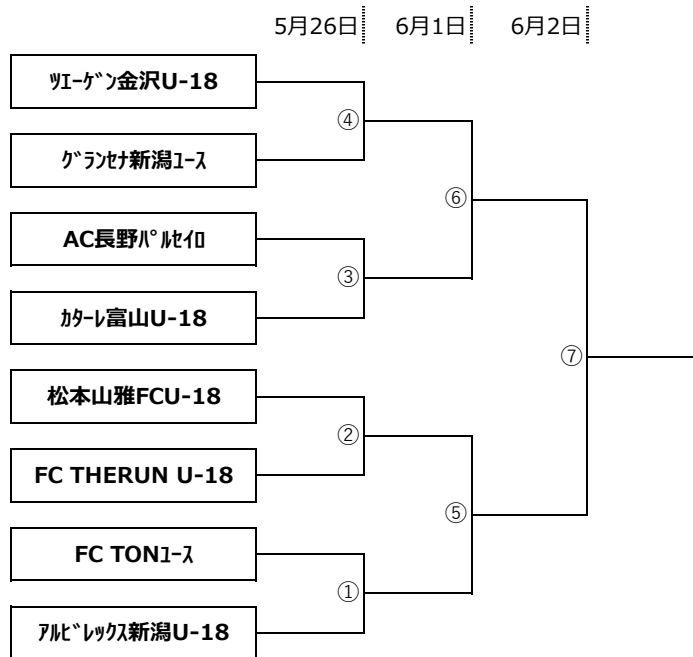 5月26日 6月1日 6月2日
ﾂｴｰｹﾞﾝ金沢U-18
④
ｸﾞﾗﾝｾﾅ新潟ﾕｰｽ
⑥
AC長野ﾊﾟﾙｾｲﾛ
③
ｶﾀｰﾚ富山U-18
⑦
松本山雅FCU-18
②
FC THERUN U-18
⑤
FC TONﾕｰｽ
①
ｱﾙﾋﾞﾚｯｸｽ新潟U-18